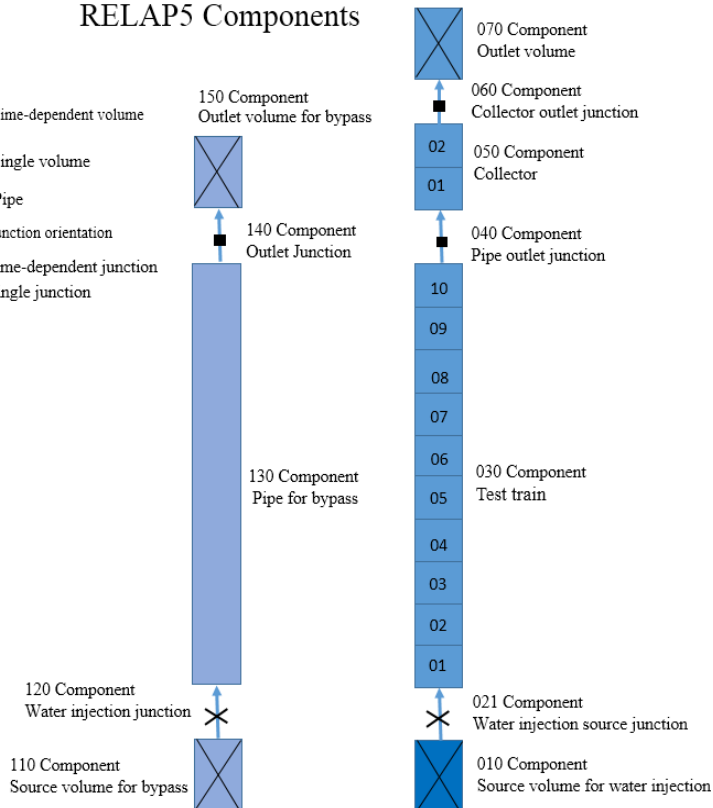 RELAP5 Components
ime-dependent volume
ingle volume
Pipe
unction orientation
me-dependent junction
ngle junction
150 Component
Outlet volume for bypass
140 Component
Outlet Junction
130 Component
Pipe for bypass
120 Component
Water injection junction
110 Component
Source volume for bypass
070 Component
Outlet volume
060 Component
Collector outlet junction
02
01
050 Component
Collector
040 Component
Pipe outlet junction
10
09
08
07
06
05
04
03
02
01
030 Component
Test train
021 Component
Water injection source junction
010 Component
Source volume for water injection